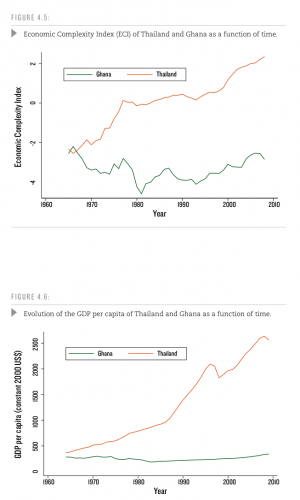 FIGURE 4.5:
Economic Complexity Index (ECI) of Thailand and Ghana as a function of time.
Economic Complexity Index
2
0
-2
-4
Ghana Thailand
1960 1970 1980 1990 2000 2010
Year
FIGURE 4.6:
Evolution of the GDP per capita of Thailand and Ghana as a function of time.
GDP per capita (constant 2000 US$)
2500
2000
1500
1000
500
0
Ghana Thailand
1960 1970 1980 1990 2000 2010
Year